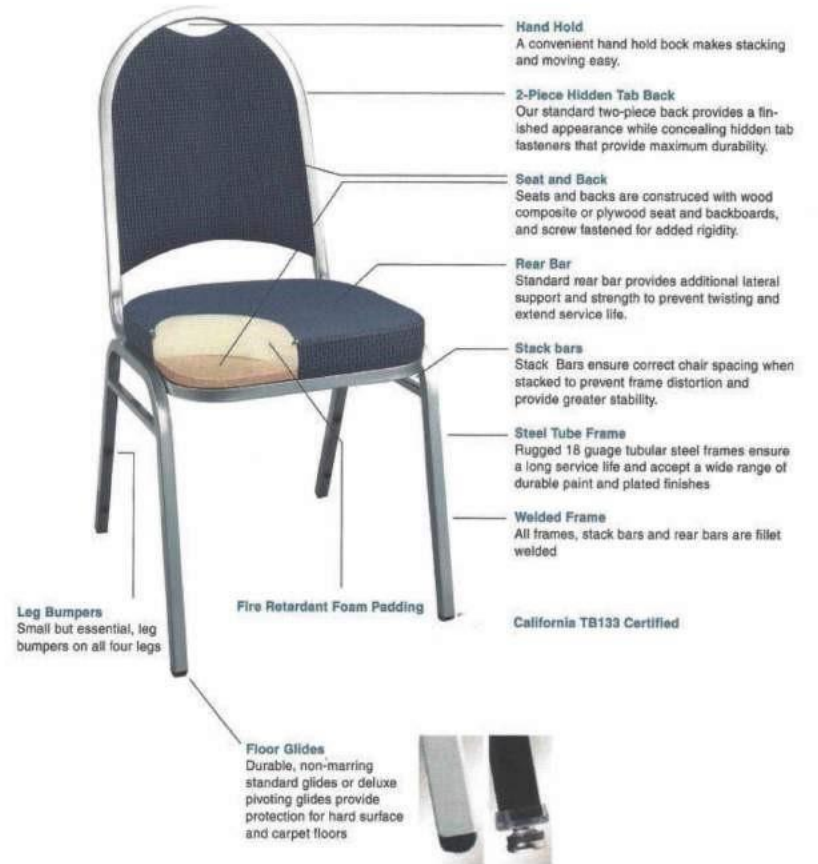 Hand Hold
A convenient hand hold bock makes stacking
and moving easy.
2-Piece Hidden Tab Back
Our standard two-piece back provides a fin-
ished appearance while concealing hidden tab
fasteners that provide maximum durability.
Seat and Back
Seats and backs are construced with wood
composite or plywood seat and backboards,
and screw fastened for added rigidity.
Rear Bar
Standard rear bar provides additional lateral
support and strength to prevent twisting and
extend service life.
Stack bars
Stack Bars ensure correct chair spacing when
stacked to prevent frame distortion and
provide greater stability.
Steel Tube Frame
Rugged 18 guage tubular steel frames ensure
a long service life and accept a wide range of
durable paint and plated finishes
Welded Frame
All frames, stack bars and rear bars are fillet
welded
Leg Bumpers
Small but essential, leg
bumpers on all four legs
Fire Retardant Foam Padding
California TB133 Certified
Floor Glides
Durable, non-marring
standard glides or deluxe
pivoting glides provide
protection for hard surface
and carpet floors